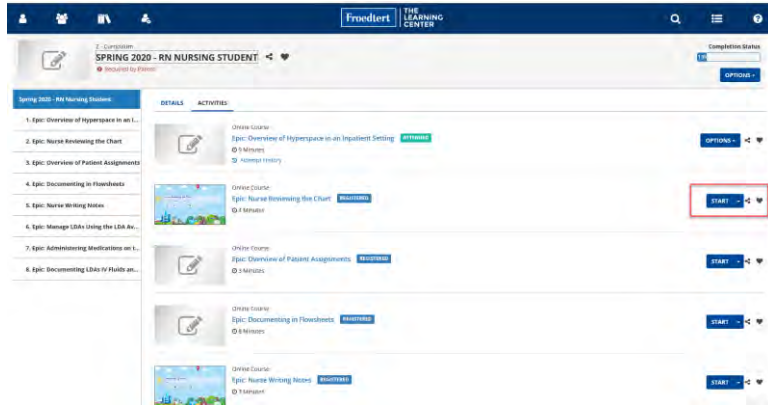 Froedtert
THE
LEARNING
CENTER
Curriculum
SPRING 2020 - RN NURSING STUDENT
Completion Status
OPTIONS
Spring 2020 - RN Nursing Student
DETAILS
ACTIVITIES
1. Epic: Overview of Hyperspace in an I...
2. Epic: Nurse Reviewing the Chart
3. Epic: Overview of Patient Assignments
4. Epic: Documenting in Flowsheets
5. Epic: Nurse Writing Notes
6. Epic: Manage LDAs Using the LDA Av...
7. Epic: Administering Medications on t...
8. Epic: Documenting LDAs IV Fluids an...
Online Course
Epic: Overview of Hyperspace in an Inpatient Setting ATTENDED
5 Minutes
Attempt History
OPTIONS
Online Course
Epic: Nurse Reviewing the Chart REGISTERED
4 Minutes
START
Online Course
Epic: Overview of Patient Assignments REGISTERED
3 Minutes
START
Online Course
Epic: Documenting in Flowsheets REGISTERED
8 Minutes
START
Online Course
Epic: Nurse Writing Notes REGISTERED
START